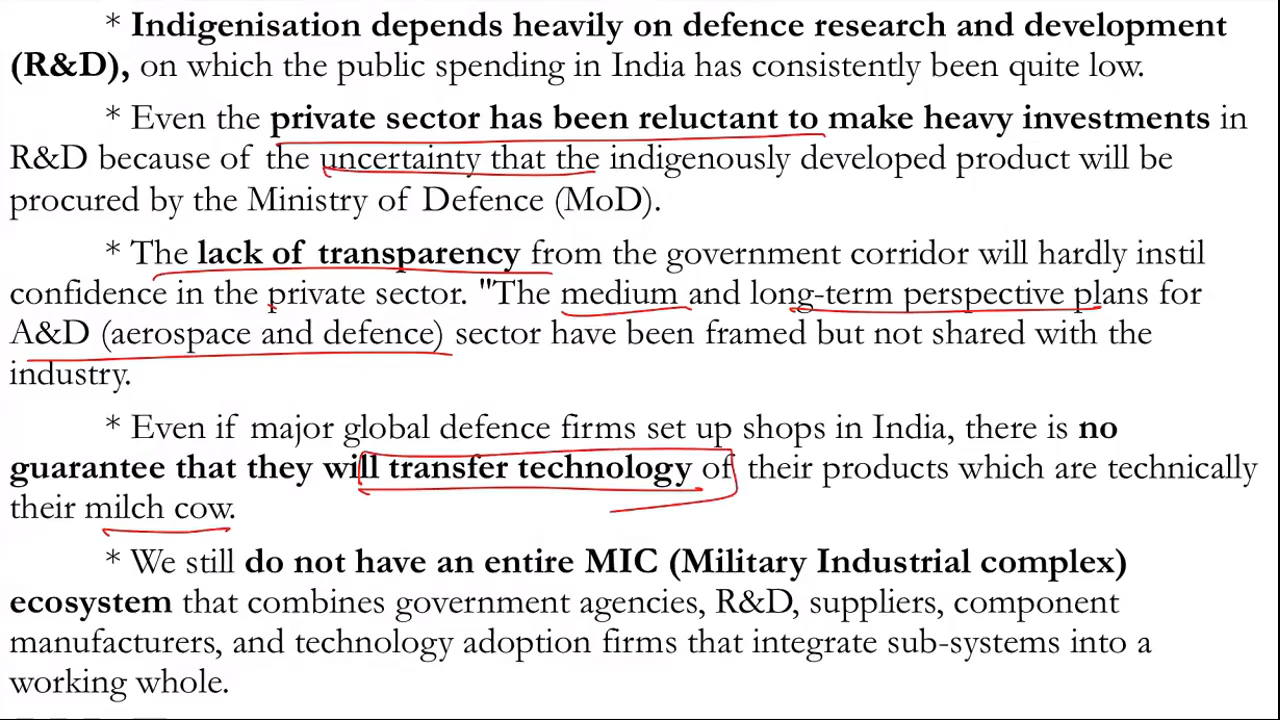 * Indigenisation depends heavily on defence research and development
(R&D), on which the public spending in India has consistently been quite low.
* Even the private sector has been reluctant to make heavy investments in
R&D because of the uncertainty that the indigenously developed product will be
procured by the Ministry of Defence (MoD).
* The lack of transparency from the government corridor will hardly instil
confidence in the private sector. "The medium and long-term perspective plans for
A&D (aerospace and defence) sector have been framed but not shared with the
industry.
* Even if major global defence firms set up shops in India, there is no
guarantee that they will transfer technology of their products which are technically
their milch cow.
* We still do not have an entire MIC (Military Industrial complex)
ecosystem that combines government agencies, R&D, suppliers, component
manufacturers, and technology adoption firms that integrate sub-systems into a
working whole.